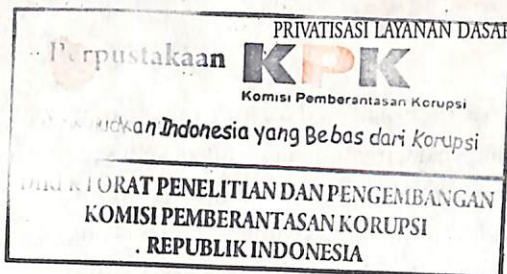 PRIVATISASI LAYANAN DASAR
Perpustakaan KPK
Komisi Pemberantasan Korupsi
Indonesia yang Bebas dari Korupsi
DIREKTORAT PENELITIAN DAN PENGEMBANGAN
KOMISI PEMBERANTASAN KORUPSI
. REPUBLIK INDONESIA